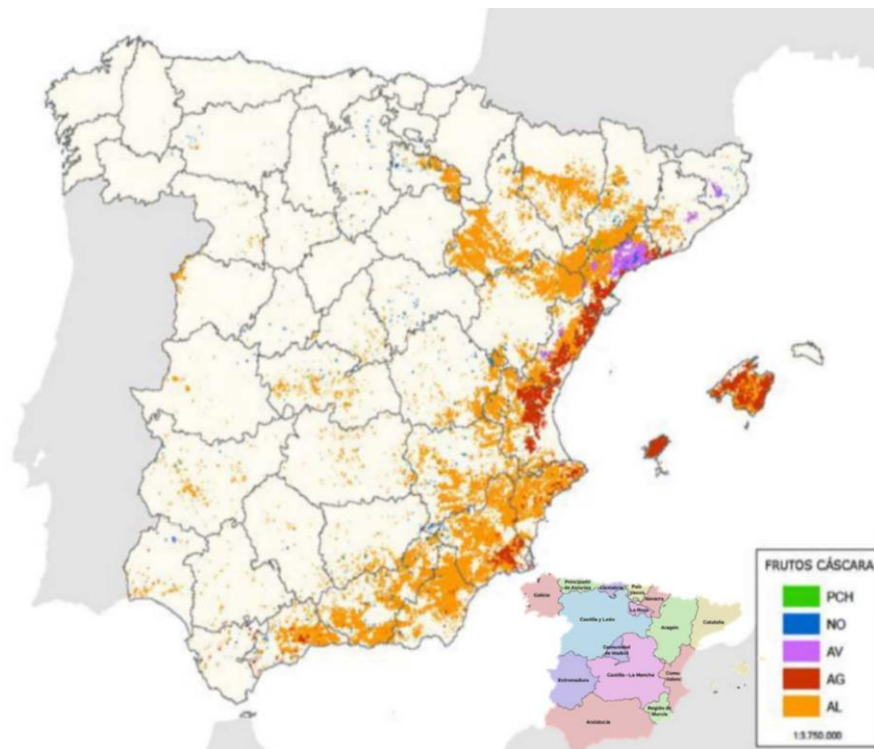 FRUTOS CÁSCARA
PCH
NO
AV
AG
AL
1:3.750.000
Galicia
Principado
de Asturias
Cantabria
País
Vasco
Navarra
La Rioja
Castilla y León
Aragón
Cataluña
Comunidad
de Madrid
Extremadura
Castilla - La Mancha
Región de
Murcia
Andalucía